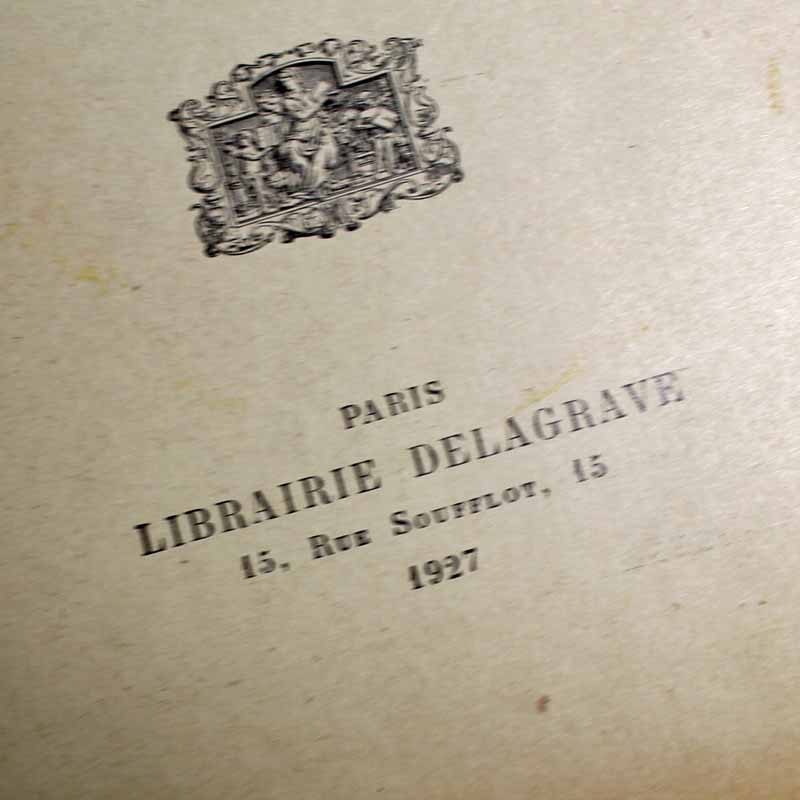 PARIS
LIBRAIRIE DELAGRAVE
15, RUE SOUFFLOT, 15
1927